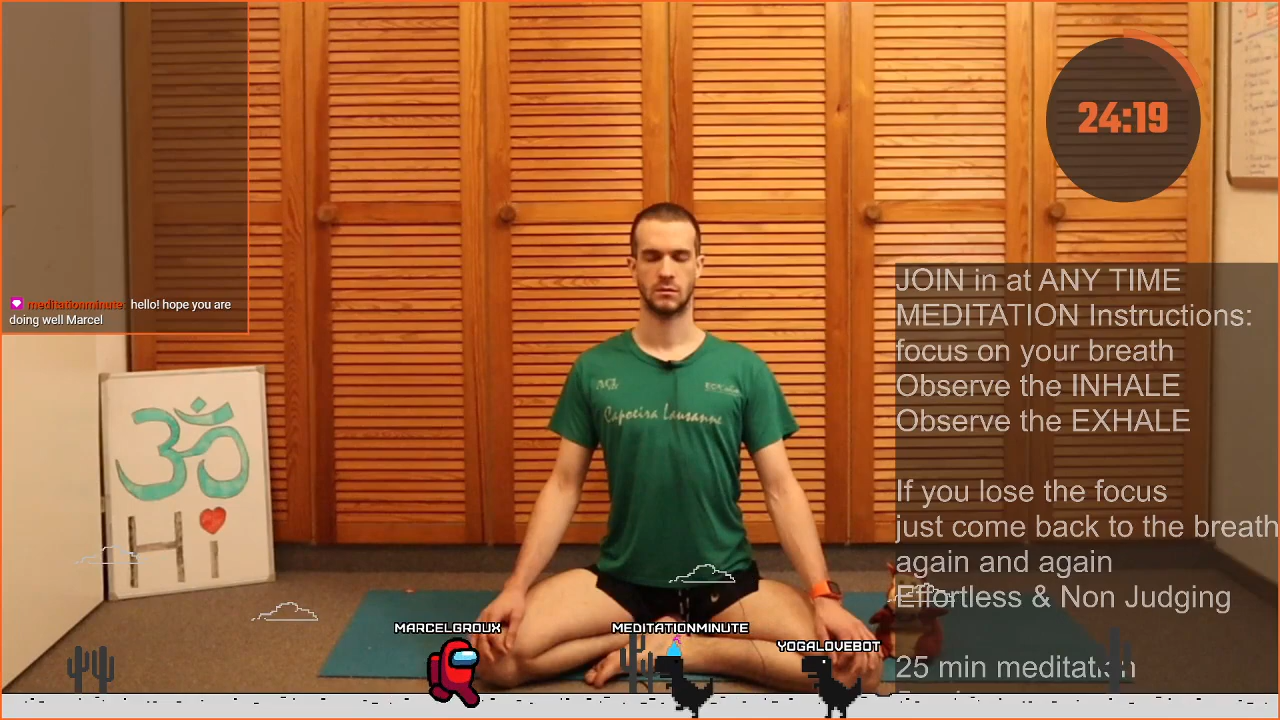 24:19
meditationminute: hello! hope you are
doing well Marcel
JOIN in at ANY TIME
MEDITATION Instructions:
focus on your breath
Observe the INHALE
Observe the EXHALE
If you lose the focus
just come back to the breath
again and again
Effortless & Non Judging
25 min meditation
ॐ
Hi
Capoeira Lausanne
MARCELGROUX
MEDITATIONMINUTE
YOGALOVEBOT